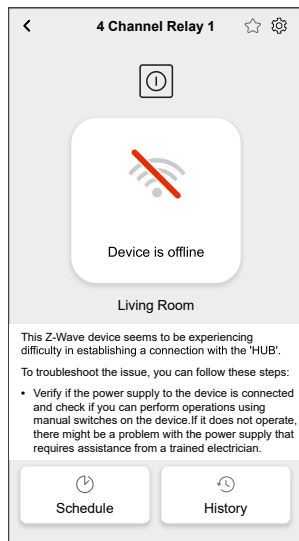 4 Channel Relay 1
Device is offline
Living Room
This Z-Wave device seems to be experiencing
difficulty in establishing a connection with the 'HUB'.
To troubleshoot the issue, you can follow these steps:
• Verify if the power supply to the device is connected
and check if you can perform operations using
manual switches on the device.If it does not operate,
there might be a problem with the power supply that
requires assistance from a trained electrician.
Schedule
History